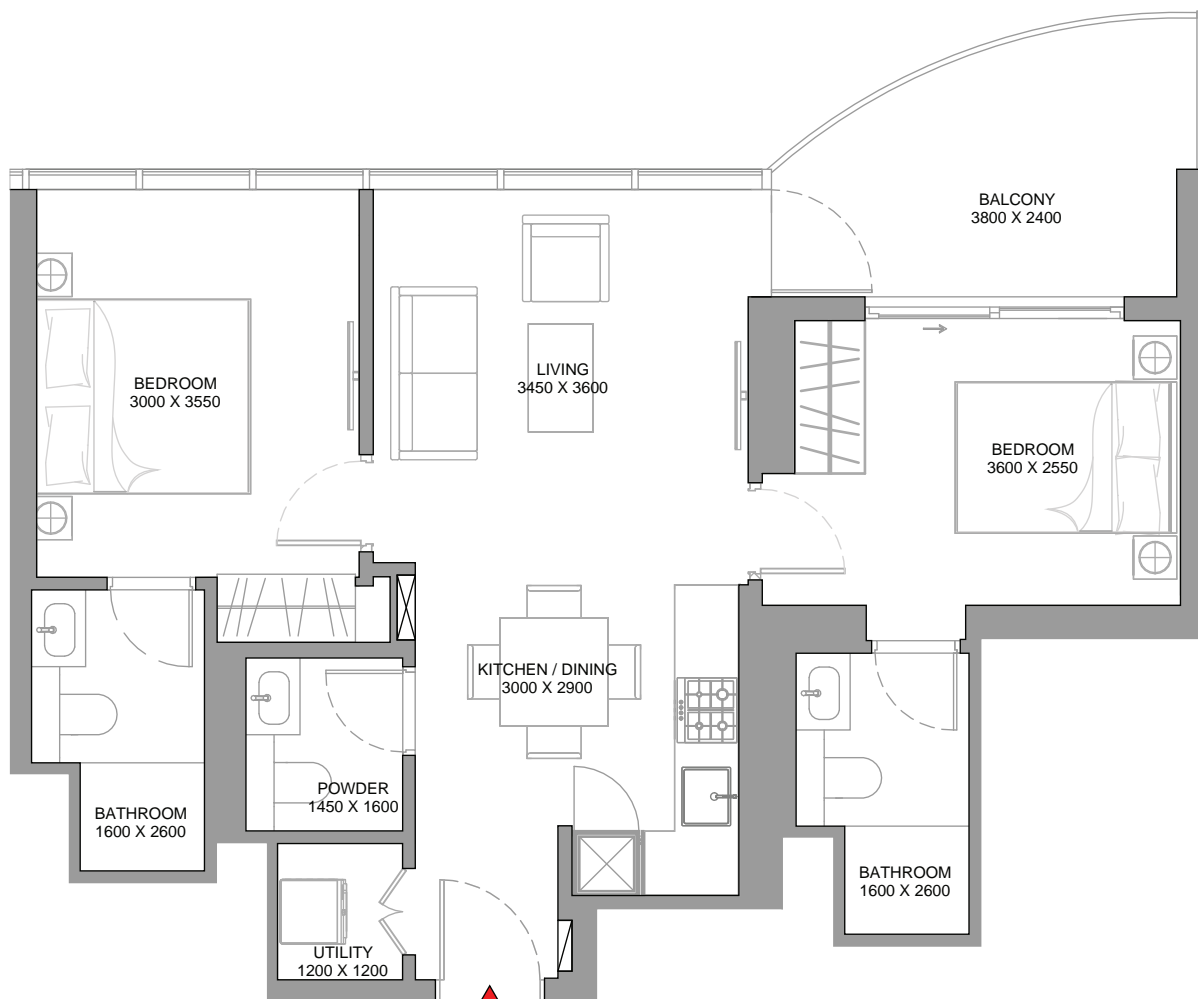 BALCONY
3800 X 2400
LIVING
3450 X 3600
BEDROOM
3000 X 3550
BEDROOM
3600 X 2550
KITCHEN / DINING
3000 X 2900
POWDER
1450 X 1600
BATHROOM
1600 X 2600
BATHROOM
1600 X 2600
UTILITY
1200 X 1200